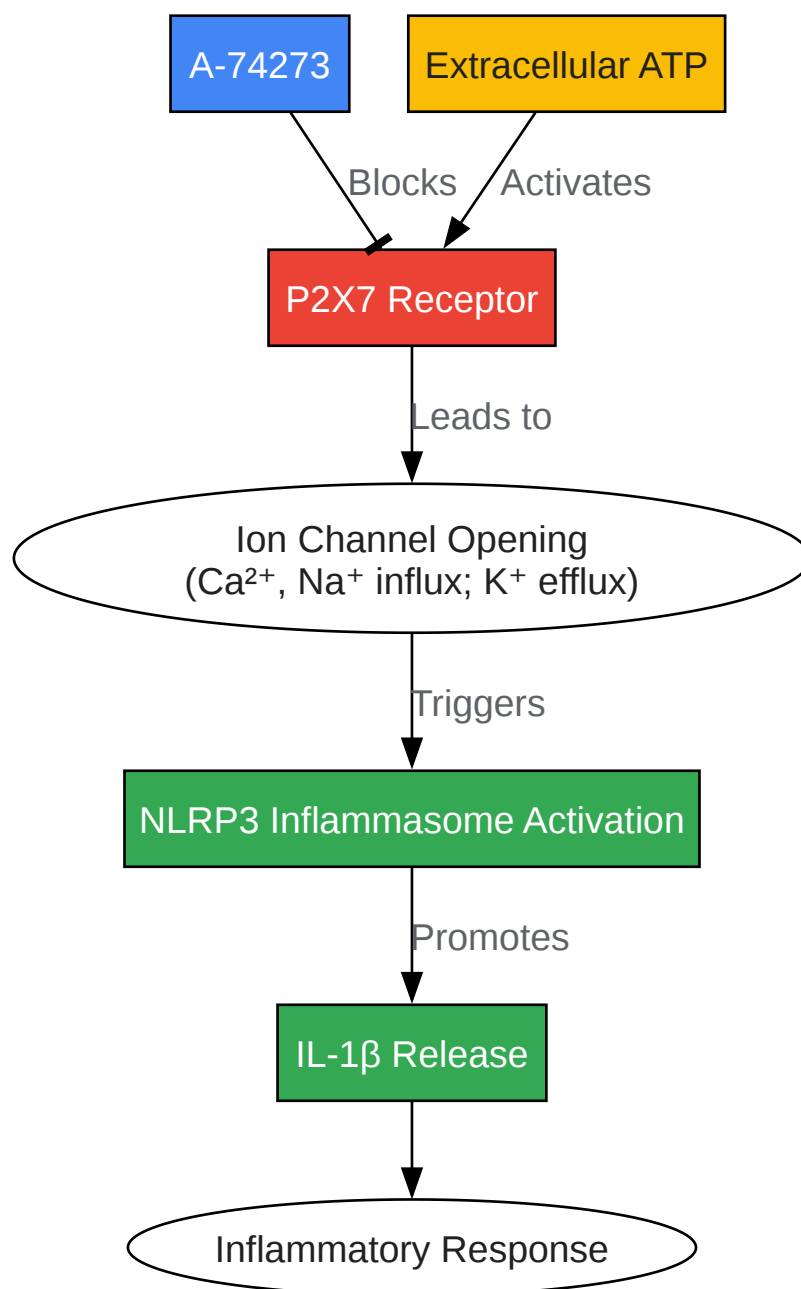 A-74273
Extracellular ATP
Blocks
Activates
P2X7 Receptor
Leads to
Ion Channel Opening
(Ca²⁺, Na⁺ influx; K⁺ efflux)
Triggers
NLRP3 Inflammasome Activation
Promotes
IL-1β Release
Inflammatory Response